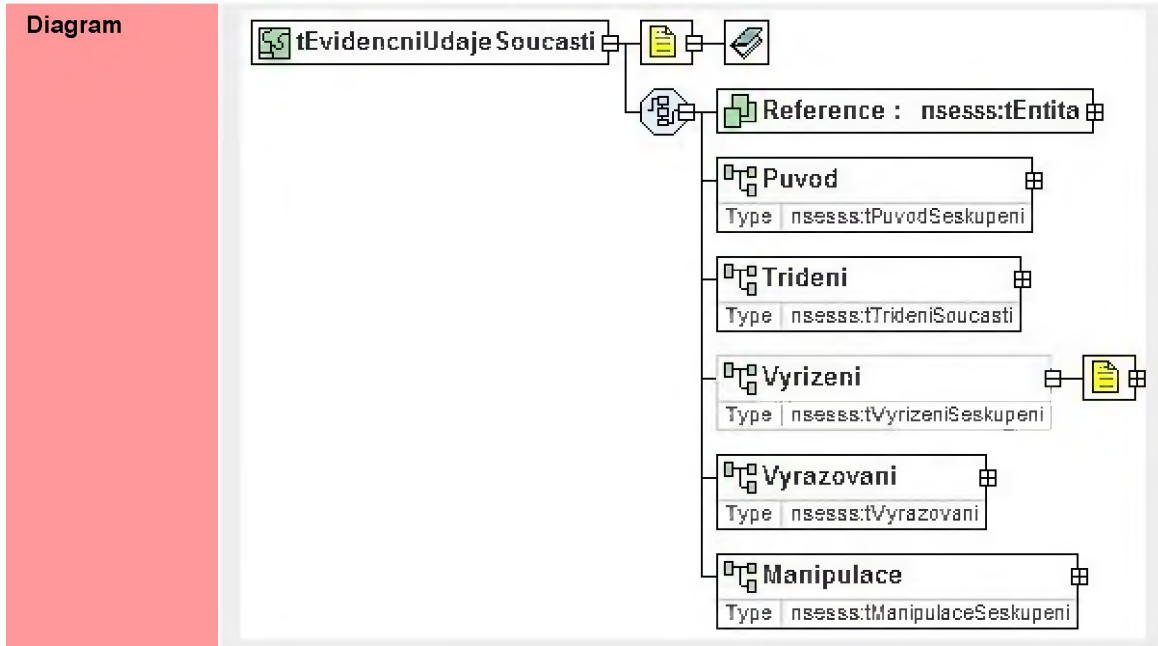 Diagram
tEvidencniUdajeSoucasti
Reference : nsesss:tEntita
Puvod
Type nsesss:tPuvodSeskupeni
Trideni
Type nsesss:tTrideniSoucasti
Vyrizeni
Type nsesss:tVyrizeniSeskupeni
Vyrazovani
Type nsesss:tVyrazovani
Manipulace
Type nsesss:tManipulaceSeskupeni